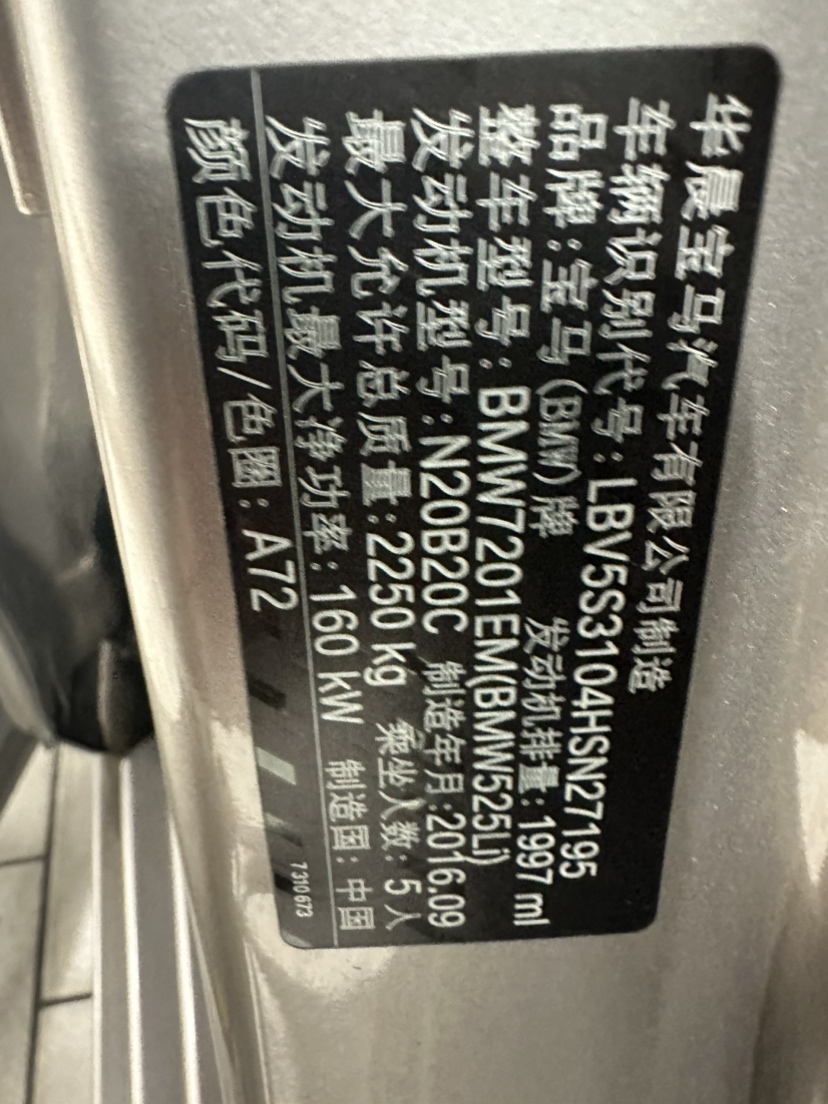 华晨宝马汽车有限公司制造
车辆识别代号：LBV5S3104HSN27195
品牌：宝马（BMW）牌 发动机排量：1997 ml
整车型号：BMW7201EM(BMW525Li)
发动机型号：N20B20C 制造年月：2016.09
最大允许总质量：2250 kg 乘坐人数：5人
发动机最大净功率：160 kW 制造国：中国
颜色代码/色圈：A72 7 310 673